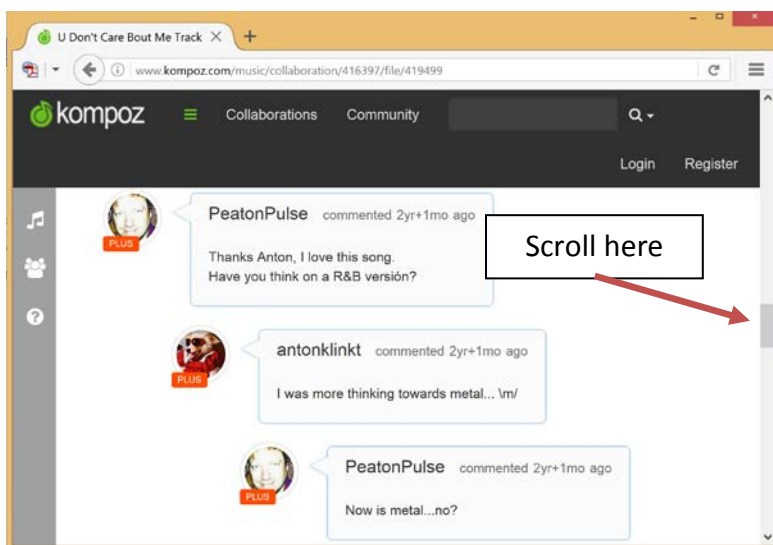 U Don't Care Bout Me Track
www.kompoz.com/music/collaboration/416397/file/419499
kompoz Collaborations Community
Login Register
PeatonPulse commented 2yr+1mo ago
PLUS
Thanks Anton, I love this song.
Have you think on a R&B versión?
Scroll here
antonklinkt commented 2yr+1mo ago
PLUS
I was more thinking towards metal... \m/
PeatonPulse commented 2yr+1mo ago
PLUS
Now is metal...no?